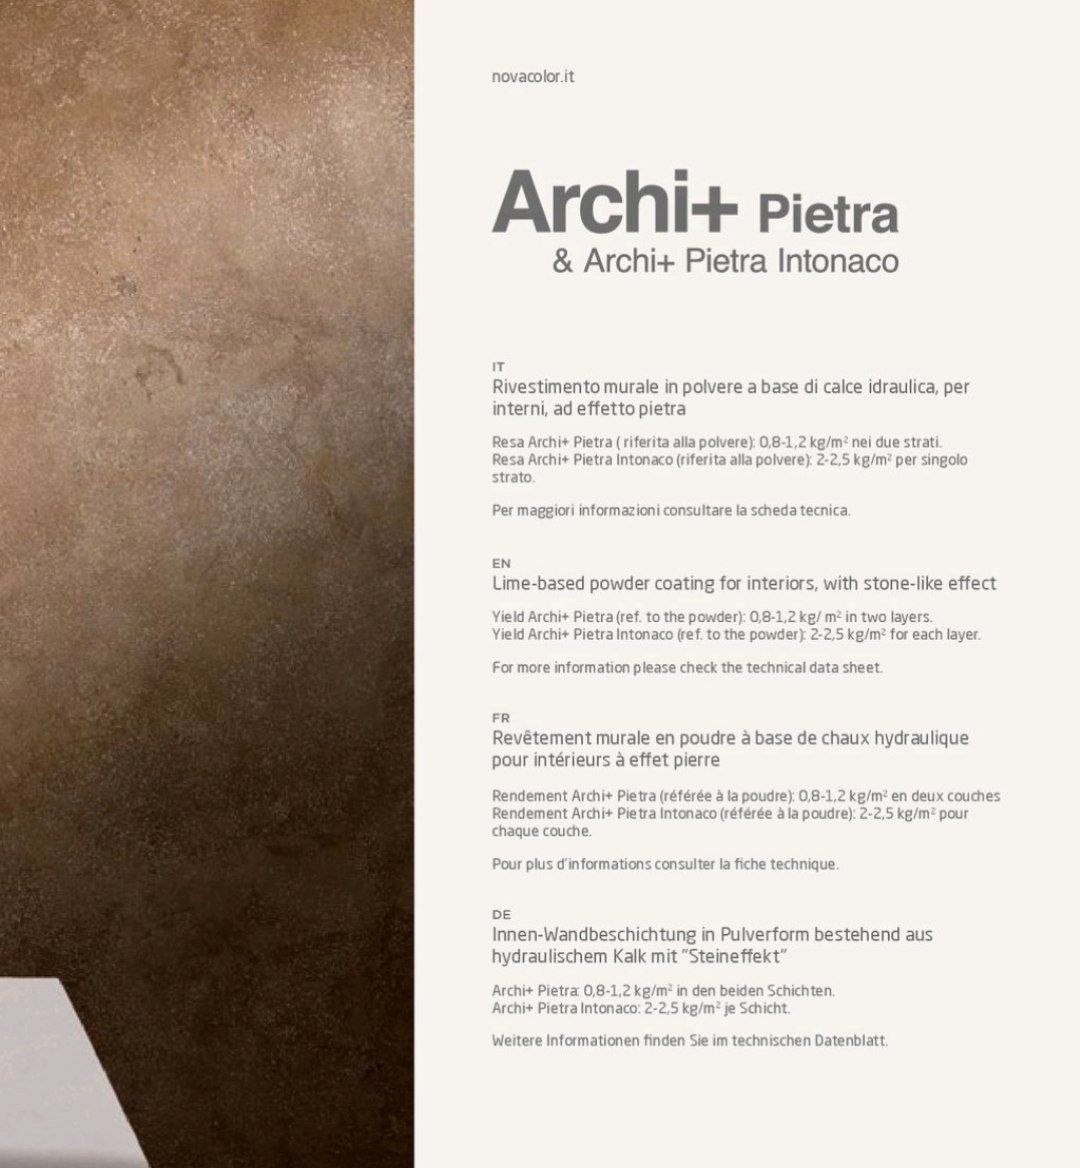 novacolor.it
Archi+ Pietra
& Archi+ Pietra Intonaco
IT
Rivestimento murale in polvere a base di calce idraulica, per
interni, ad effetto pietra
Resa Archi+ Pietra ( riferita alla polvere): 0,8-1,2 kg/m² nei due strati.
Resa Archi+ Pietra Intonaco (riferita alla polvere): 2-2,5 kg/m² per singolo
strato.
Per maggiori informazioni consultare la scheda tecnica.
EN
Lime-based powder coating for interiors, with stone-like effect
Yield Archi+ Pietra (ref. to the powder): 0,8-1,2 kg/ m² in two layers.
Yield Archi+ Pietra Intonaco (ref. to the powder): 2-2,5 kg/m² for each layer.
For more information please check the technical data sheet.
FR
Revêtement murale en poudre à base de chaux hydraulique
pour intérieurs à effet pierre
Rendement Archi+ Pietra (référée à la poudre): 0,8-1,2 kg/m² en deux couches
Rendement Archi+ Pietra Intonaco (référée à la poudre): 2-2,5 kg/m² pour
chaque couche.
Pour plus d'informations consulter la fiche technique.
DE
Innen-Wandbeschichtung in Pulverform bestehend aus
hydraulischem Kalk mit "Steineffekt"
Archi+ Pietra: 0,8-1,2 kg/m² in den beiden Schichten.
Archi+ Pietra Intonaco: 2-2,5 kg/m² je Schicht.
Weitere Informationen finden Sie im technischen Datenblatt.